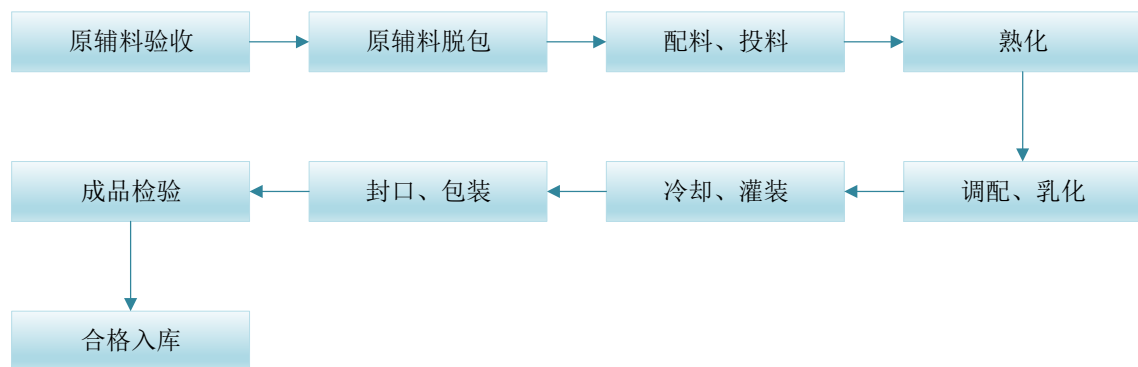 原辅料验收
原辅料脱包
配料、投料
熟化
调配、乳化
冷却、灌装
封口、包装
成品检验
合格入库